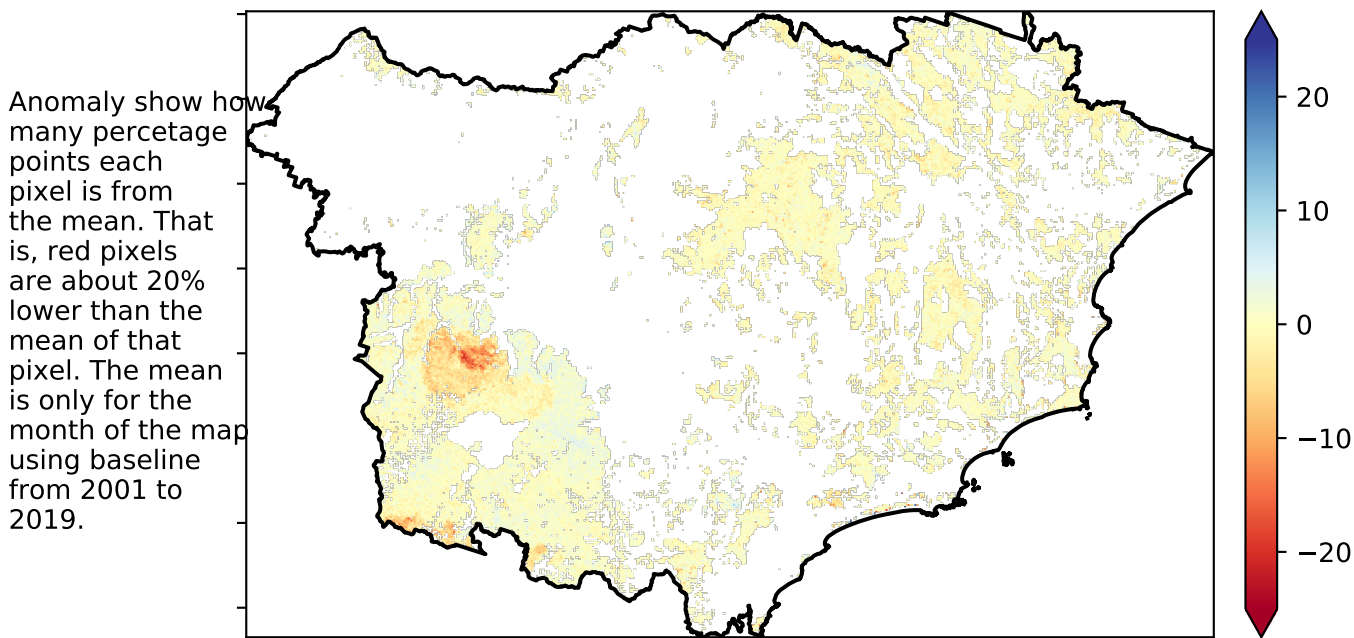 Anomaly show how
many percetage
points each
pixel is from
the mean. That
is, red pixels
are about 20%
lower than the
mean of that
pixel. The mean
is only for the
month of the map
using baseline
from 2001 to
2019.
20
10
0
−10
−20